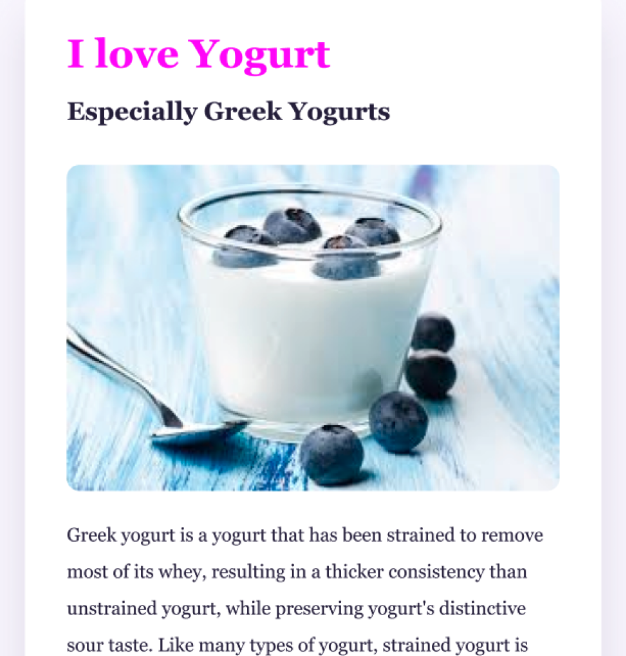 I love Yogurt
Especially Greek Yogurts
Greek yogurt is a yogurt that has been strained to remove
most of its whey, resulting in a thicker consistency than
unstrained yogurt, while preserving yogurt's distinctive
sour taste. Like many types of yogurt, strained yogurt is